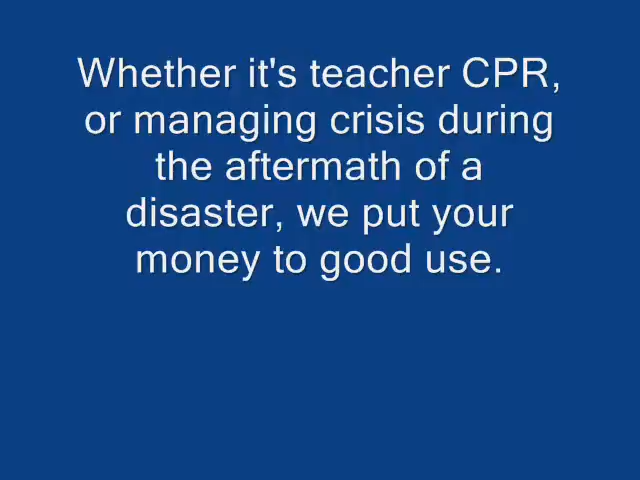 Whether it's teacher CPR,
or managing crisis during
the aftermath of a
disaster, we put your
money to good use.